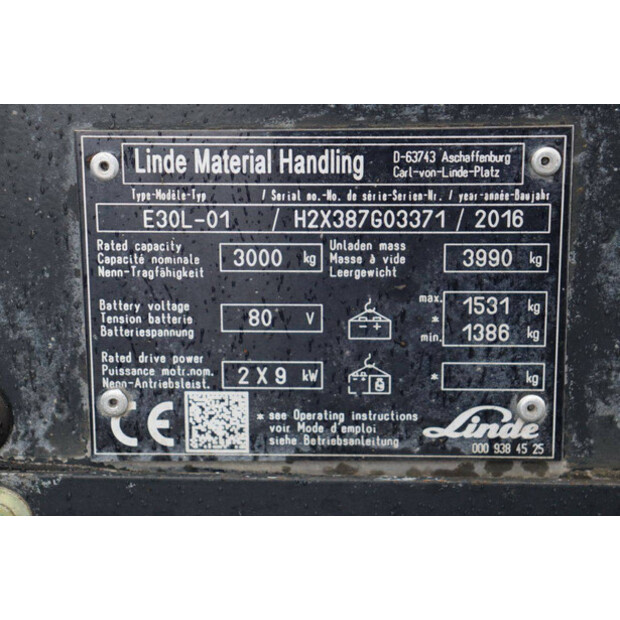 Linde Material Handling
D-63743 Aschaffenburg
Carl-von-Linde-Platz
Type-Modèle-Typ / Serial no.-No. de série-Serien-Nr. / year-année-Baujahr
E30L-01 / H2X387G03371 / 2016
Rated capacity
Capacité nominale
Nenn-Tragfähigkeit
3000 kg
Unladen mass
Masse à vide
Leergewicht
3990 kg
Battery voltage
Tension batterie
Batteriespannung
80 V
- +
max. 1531 kg
*
min. 1386 kg
Rated drive power
Puissance motr.nom.
Nenn-Antriebsleist.
2 X 9 kW
* kg
CE
* see Operating instructions
voir Mode d'emploi
siehe Betriebsanleitung
Linde
000 938 45 25